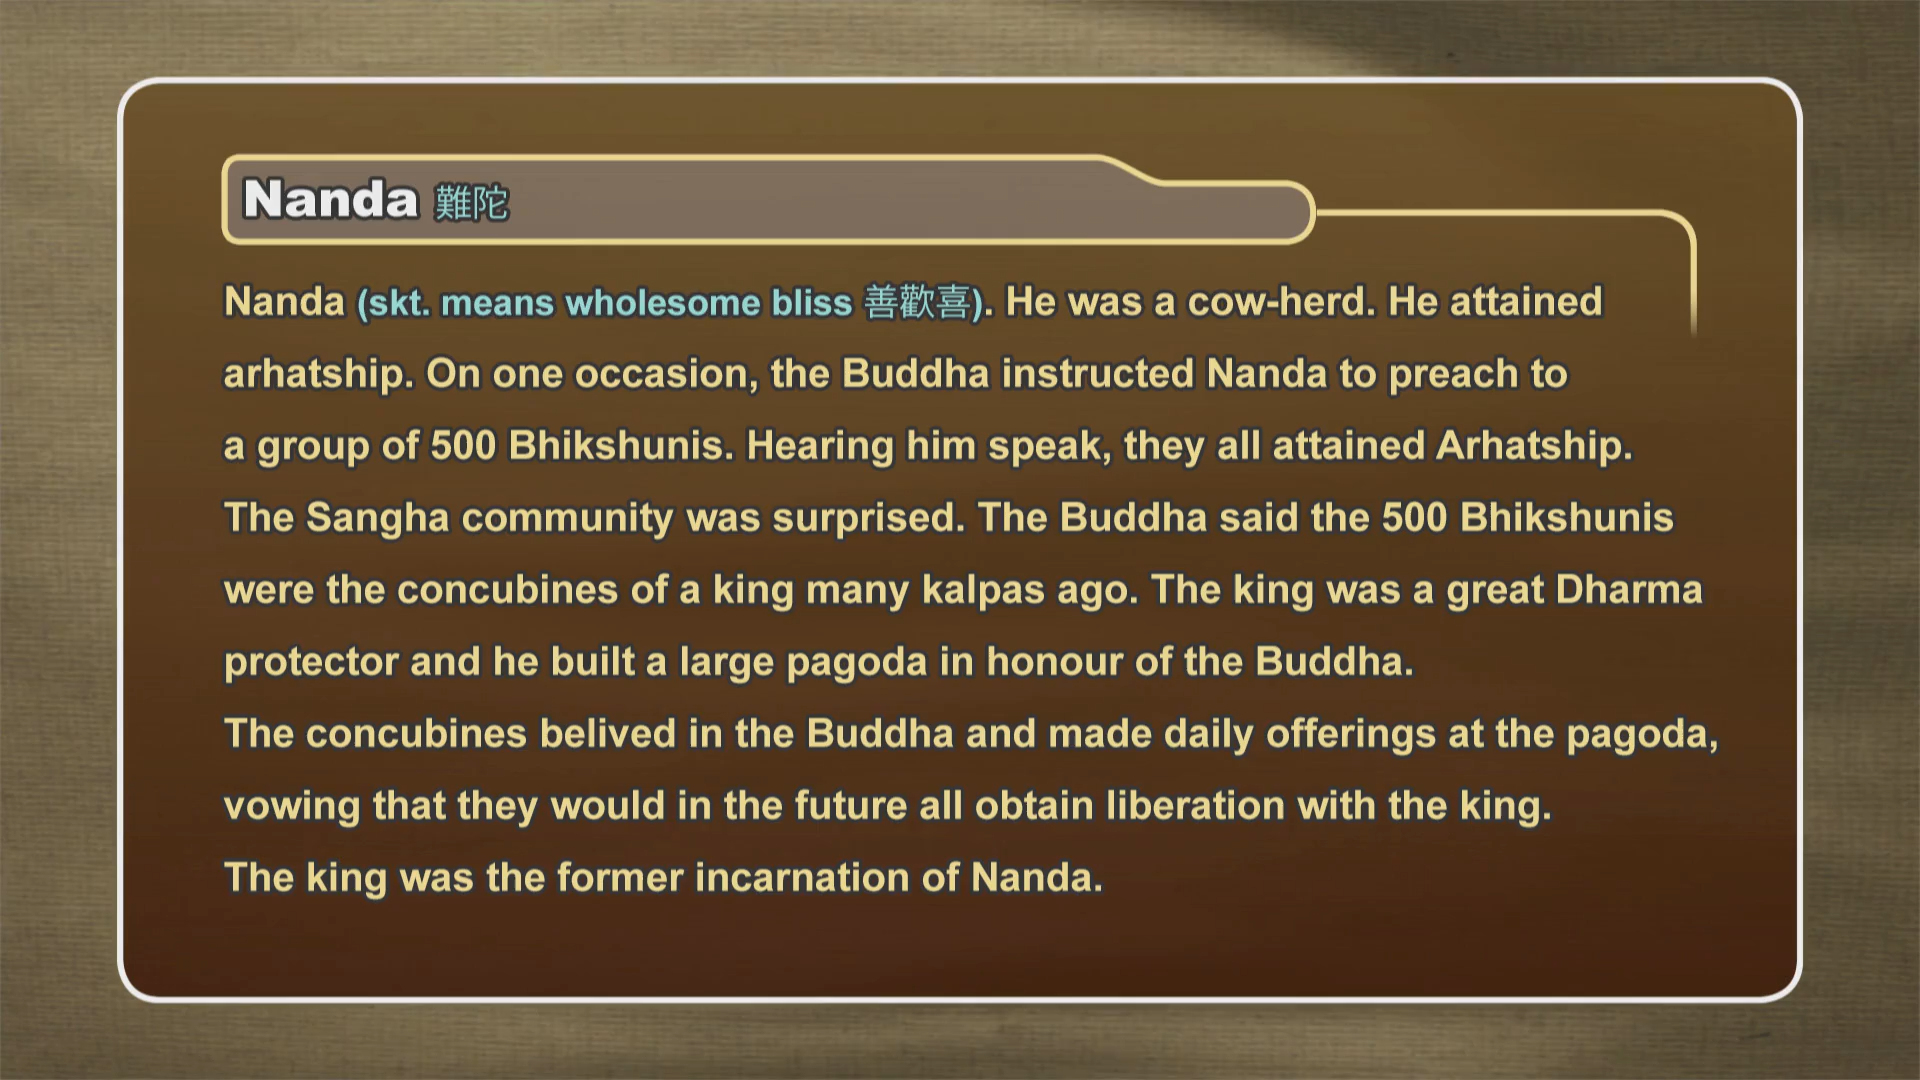 Nanda 難陀
Nanda (skt. means wholesome bliss 善歡喜). He was a cow-herd. He attained
arhatship. On one occasion, the Buddha instructed Nanda to preach to
a group of 500 Bhikshunis. Hearing him speak, they all attained Arhatship.
The Sangha community was surprised. The Buddha said the 500 Bhikshunis
were the concubines of a king many kalpas ago. The king was a great Dharma
protector and he built a large pagoda in honour of the Buddha.
The concubines belived in the Buddha and made daily offerings at the pagoda,
vowing that they would in the future all obtain liberation with the king.
The king was the former incarnation of Nanda.